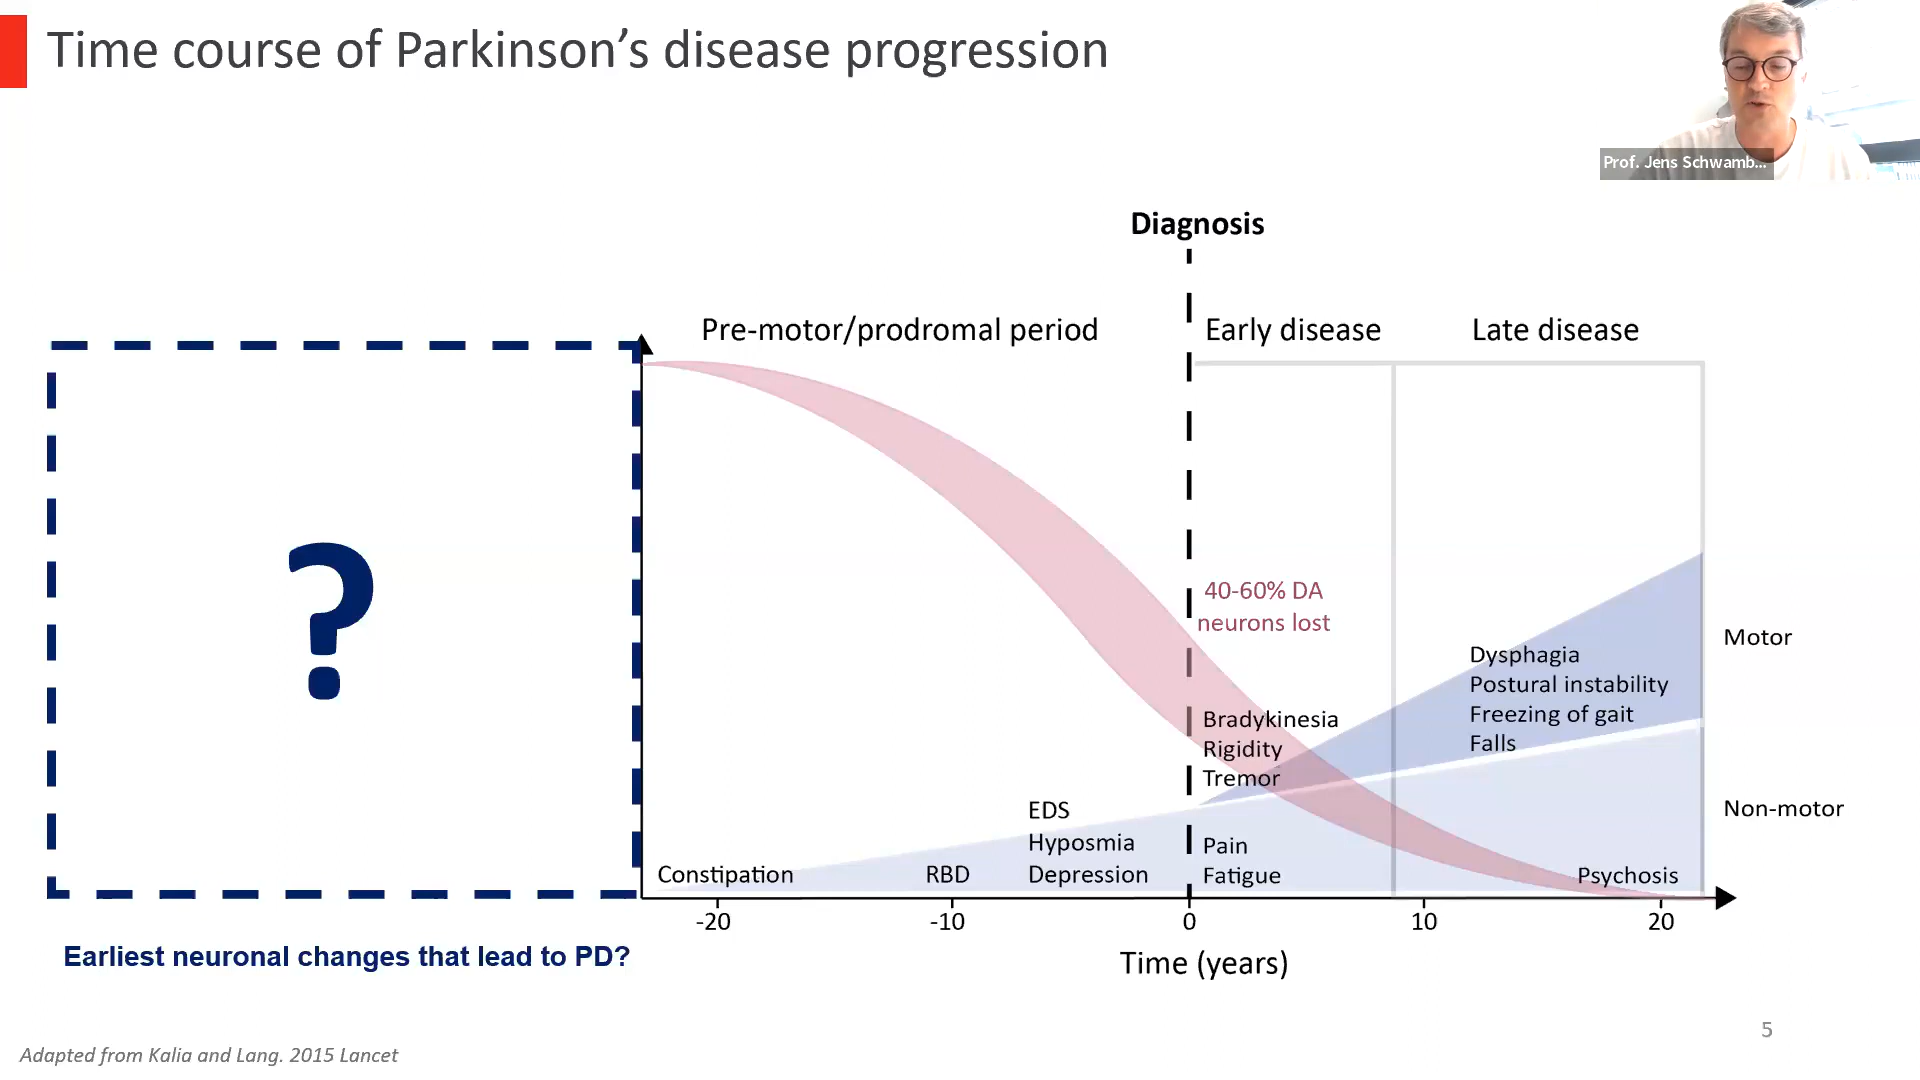 Time course of Parkinson’s disease progression
Prof. Jens Schwamb...
Diagnosis
Pre-motor/prodromal period
Early disease
Late disease
?
40-60% DA
neurons lost
Motor
Dysphagia
Postural instability
Freezing of gait
Falls
Bradykinesia
Rigidity
Tremor
Non-motor
EDS
Hyposmia
Depression
Pain
Fatigue
Constipation
RBD
Psychosis
-20
-10
0
10
20
Time (years)
Earliest neuronal changes that lead to PD?
5
Adapted from Kalia and Lang. 2015 Lancet